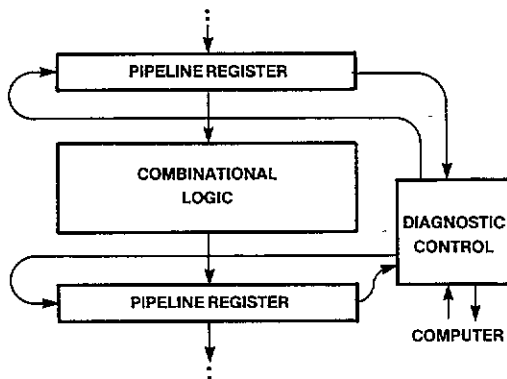 PIPELINE REGISTER
COMBINATIONAL
LOGIC
DIAGNOSTIC
CONTROL
PIPELINE REGISTER
COMPUTER